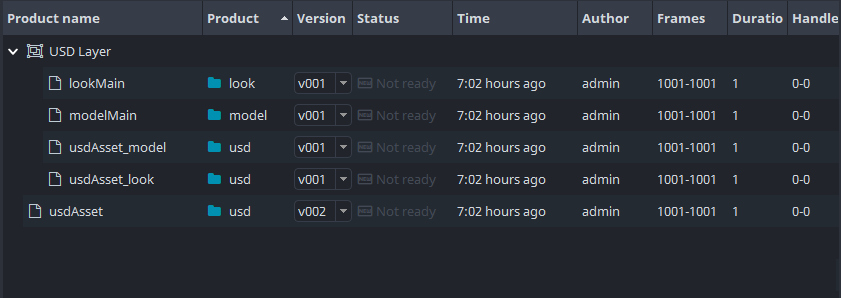 Product name Product Version Status Time Author Frames Duratio Handle
USD Layer
lookMain look v001 Not ready 7:02 hours ago admin 1001-1001 1 0-0
modelMain model v001 Not ready 7:02 hours ago admin 1001-1001 1 0-0
usdAsset_model usd v001 Not ready 7:02 hours ago admin 1001-1001 1 0-0
usdAsset_look usd v001 Not ready 7:02 hours ago admin 1001-1001 1 0-0
usdAsset usd v002 Not ready 7:02 hours ago admin 1001-1001 1 0-0